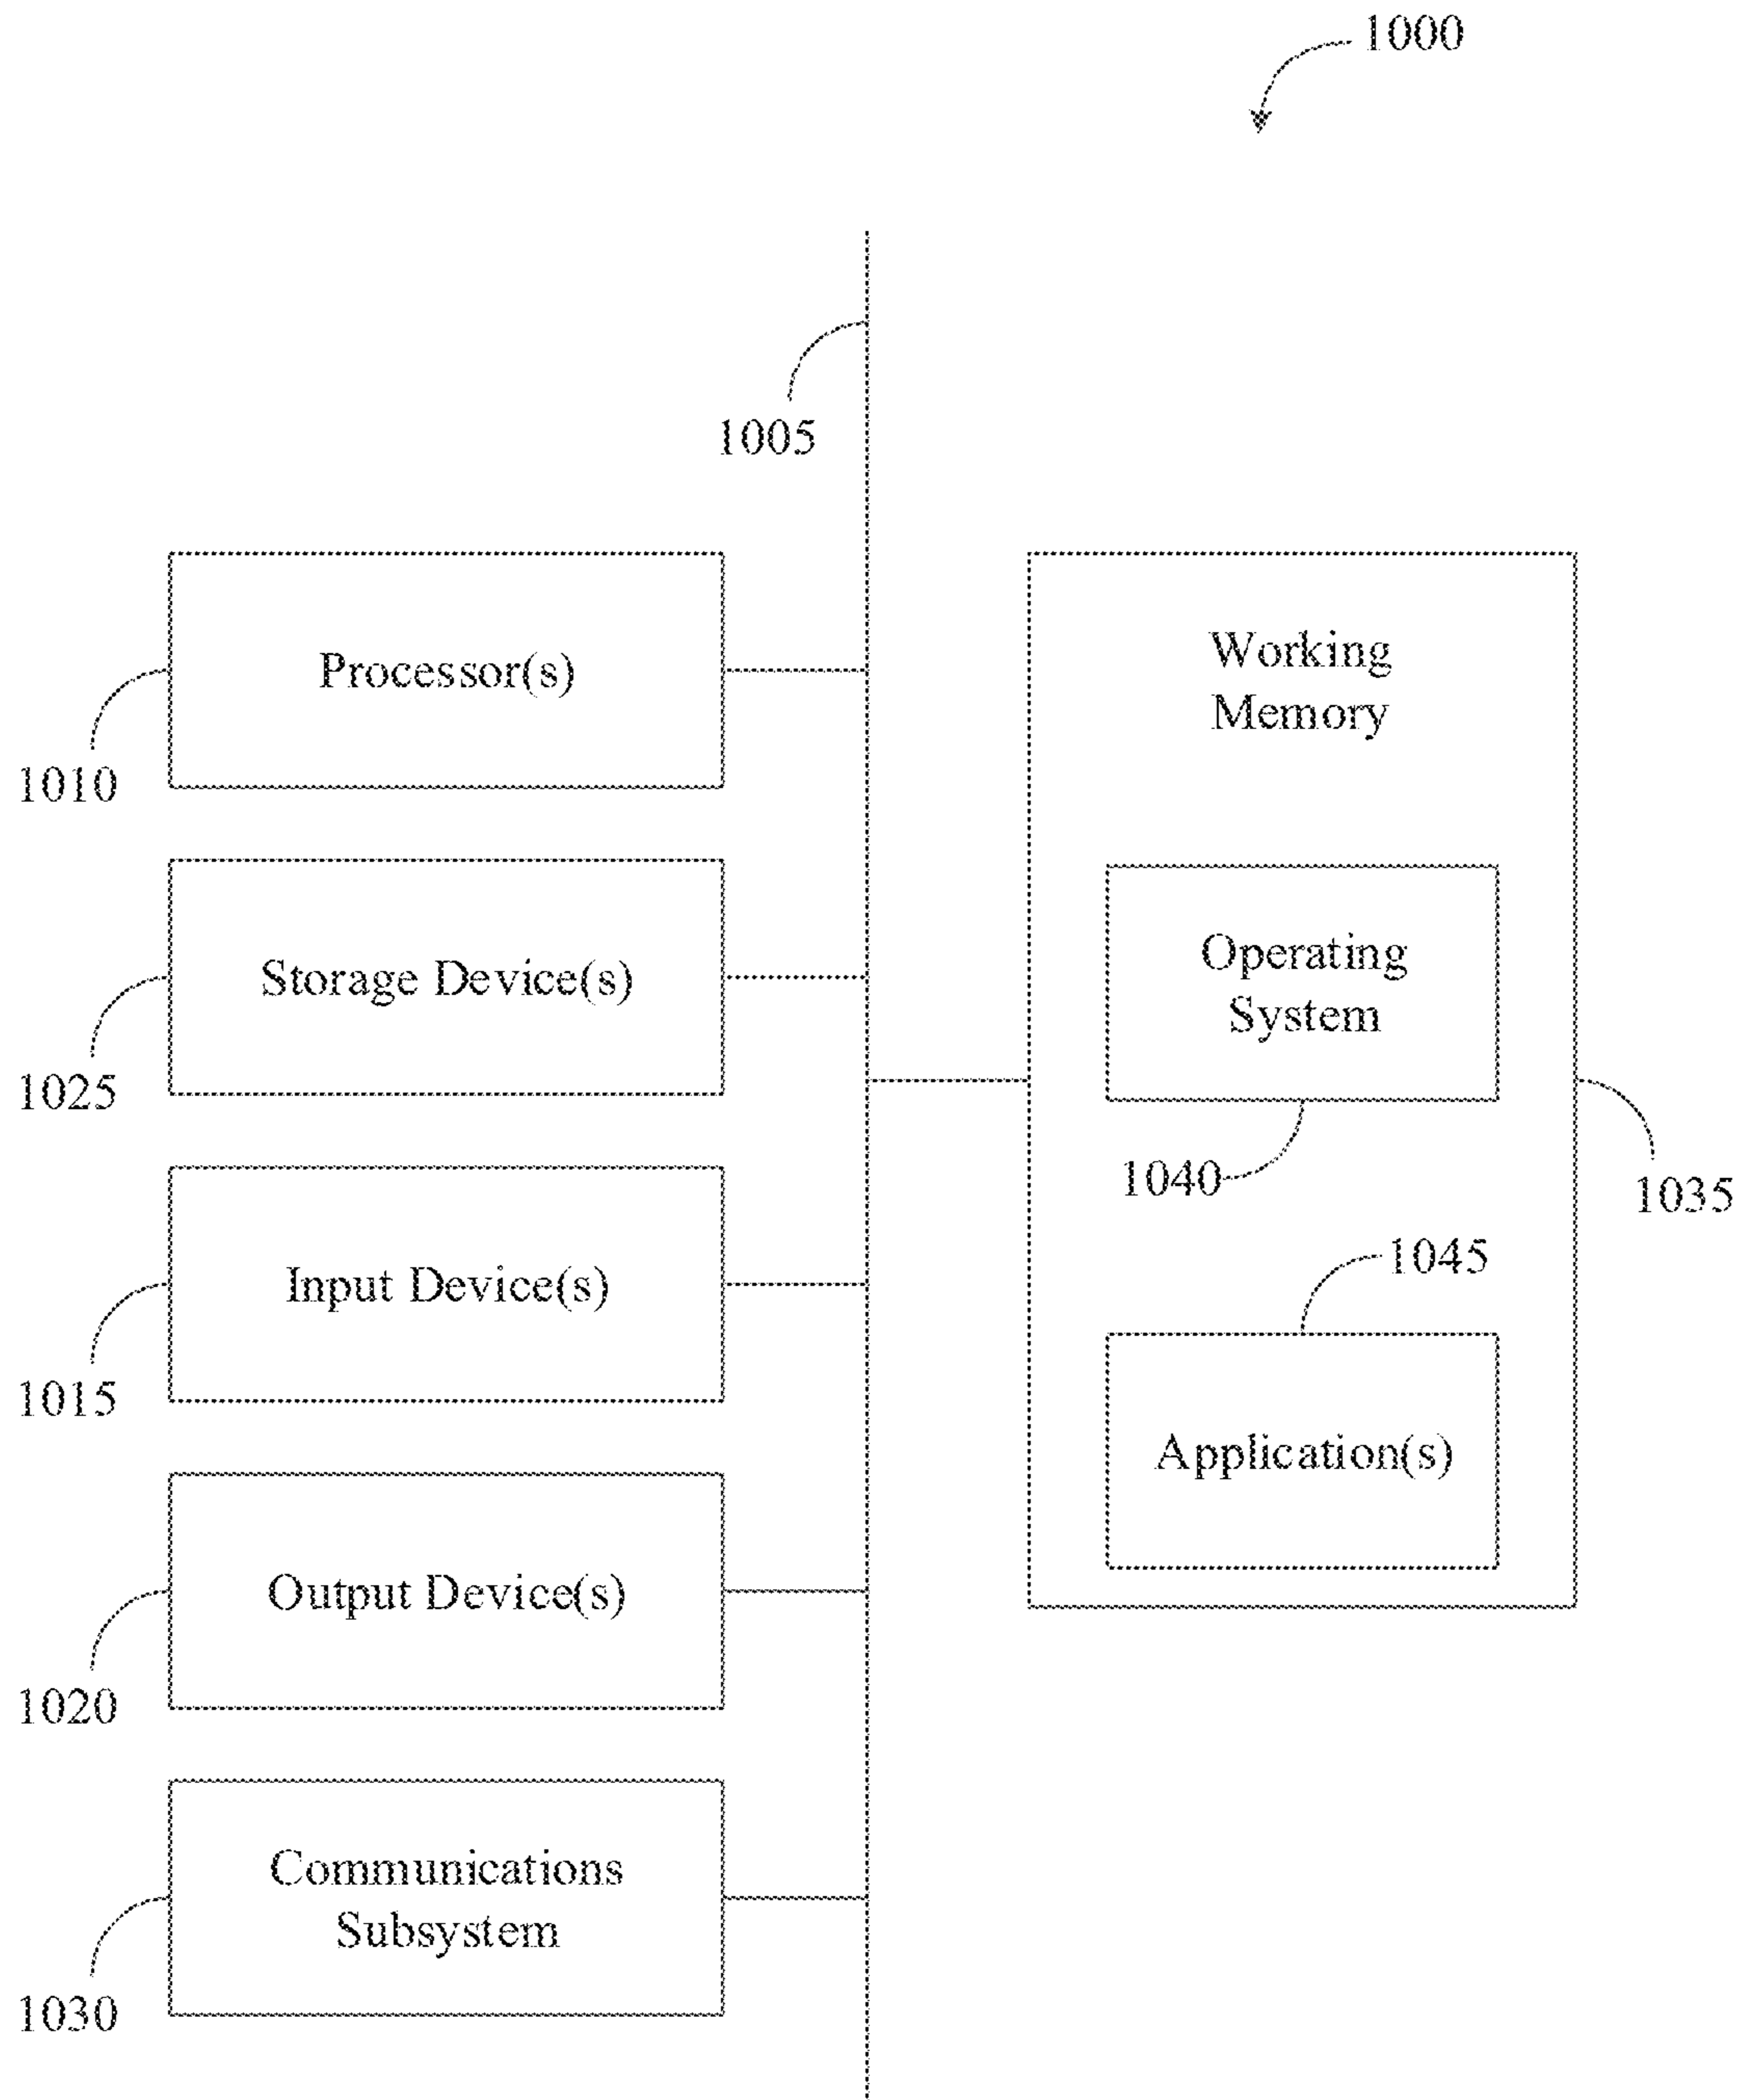 1000
1005
Processor(s)
1010
Storage Device(s)
1025
Input Device(s)
1015
Output Device(s)
1020
Communications
Subsystem
1030
Working
Memory
Operating
System
1040
1035
1045
Application(s)